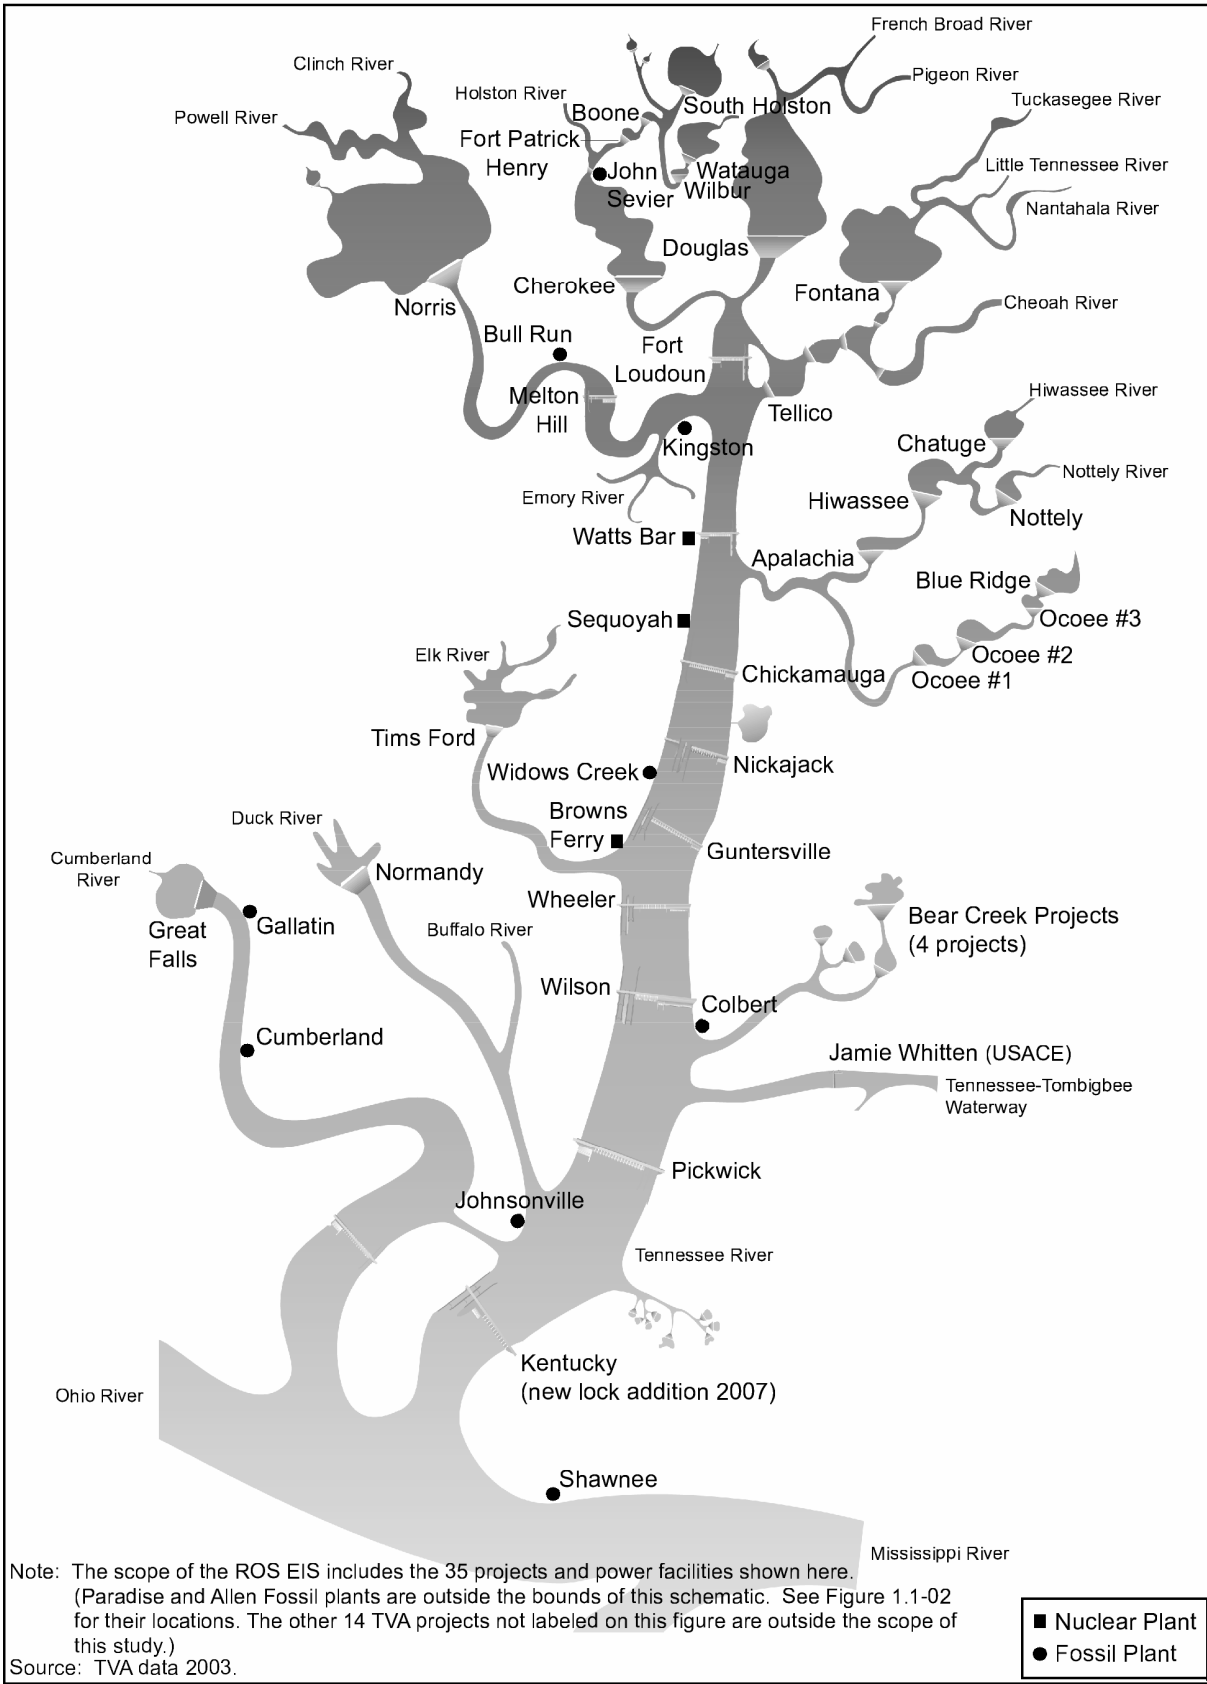 French Broad River
Clinch River
Pigeon River
Holston River
South Holston
Tuckasegee River
Powell River
Boone
Fort Patrick
Henry
Little Tennessee River
John
Sevier
Watauga
Wilbur
Nantahala River
Douglas
Cherokee
Fontana
Norris
Cheoah River
Bull Run
Fort
Loudoun
Melton
Hill
Tellico
Hiwassee River
Kingston
Chatuge
Nottely River
Emory River
Hiwassee
Nottely
Watts Bar
Apalachia
Blue Ridge
Sequoyah
Ocoee #3
Elk River
Ocoee #2
Chickamauga
Ocoee #1
Tims Ford
Nickajack
Widows Creek
Browns
Ferry
Duck River
Guntersville
Cumberland
River
Normandy
Wheeler
Great
Falls
Gallatin
Buffalo River
Bear Creek Projects
(4 projects)
Wilson
Colbert
Cumberland
Jamie Whitten (USACE)
Tennessee-Tombigbee
Waterway
Pickwick
Johnsonville
Tennessee River
Kentucky
(new lock addition 2007)
Ohio River
Shawnee
Mississippi River
Note: The scope of the ROS EIS includes the 35 projects and power facilities shown here.
(Paradise and Allen Fossil plants are outside the bounds of this schematic. See Figure 1.1-02
for their locations. The other 14 TVA projects not labeled on this figure are outside the scope of
this study.)
Source: TVA data 2003.
Nuclear Plant
Fossil Plant